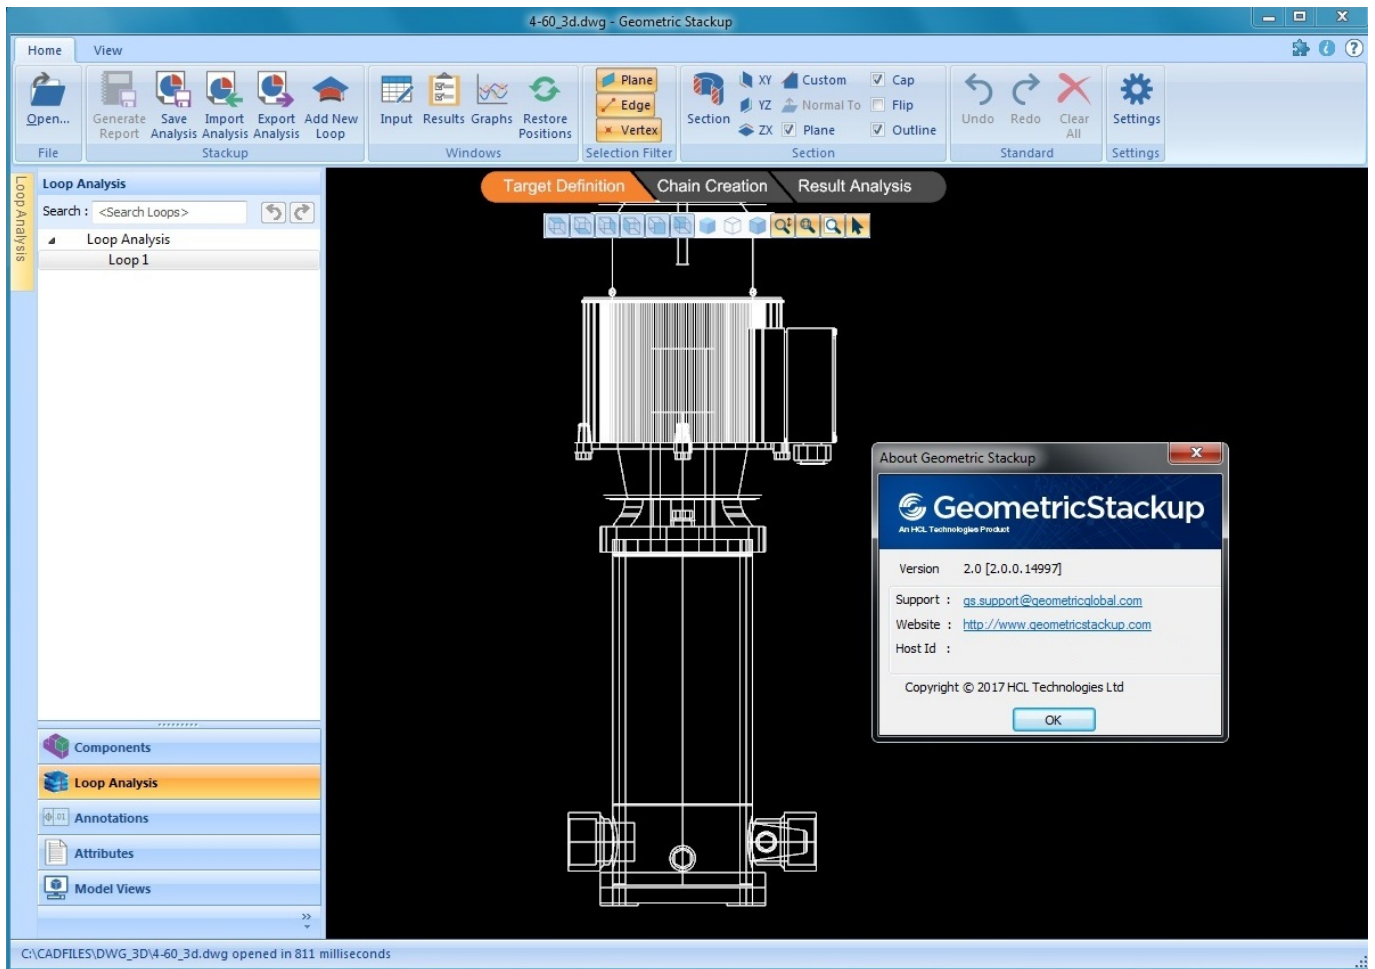 4-60_3d.dwg - Geometric Stackup
Home View
Open...
Generate Report
Save Analysis
Import Analysis
Export Analysis
Add New Loop
Input
Results
Graphs
Restore Positions
Plane
Edge
Vertex
Section
XY Custom Cap
YZ Normal To Flip
ZX Plane Outline
Undo
Redo
Clear All
Settings
File Stackup Windows Selection Filter Section Standard Settings
Loop Analysis
Loop Analysis
Target Definition Chain Creation Result Analysis
Search : <Search Loops>
Loop Analysis
Loop 1
About Geometric Stackup
GeometricStackup
An HCL Technologies Product
Version 2.0 [2.0.0.14997]
Support : gs.support@geometricglobal.com
Website : http://www.geometricstackup.com
Host Id :
Copyright © 2017 HCL Technologies Ltd
OK
Components
Loop Analysis
Annotations
Attributes
Model Views
C:\CADFILES\DWG_3D\4-60_3d.dwg opened in 811 milliseconds